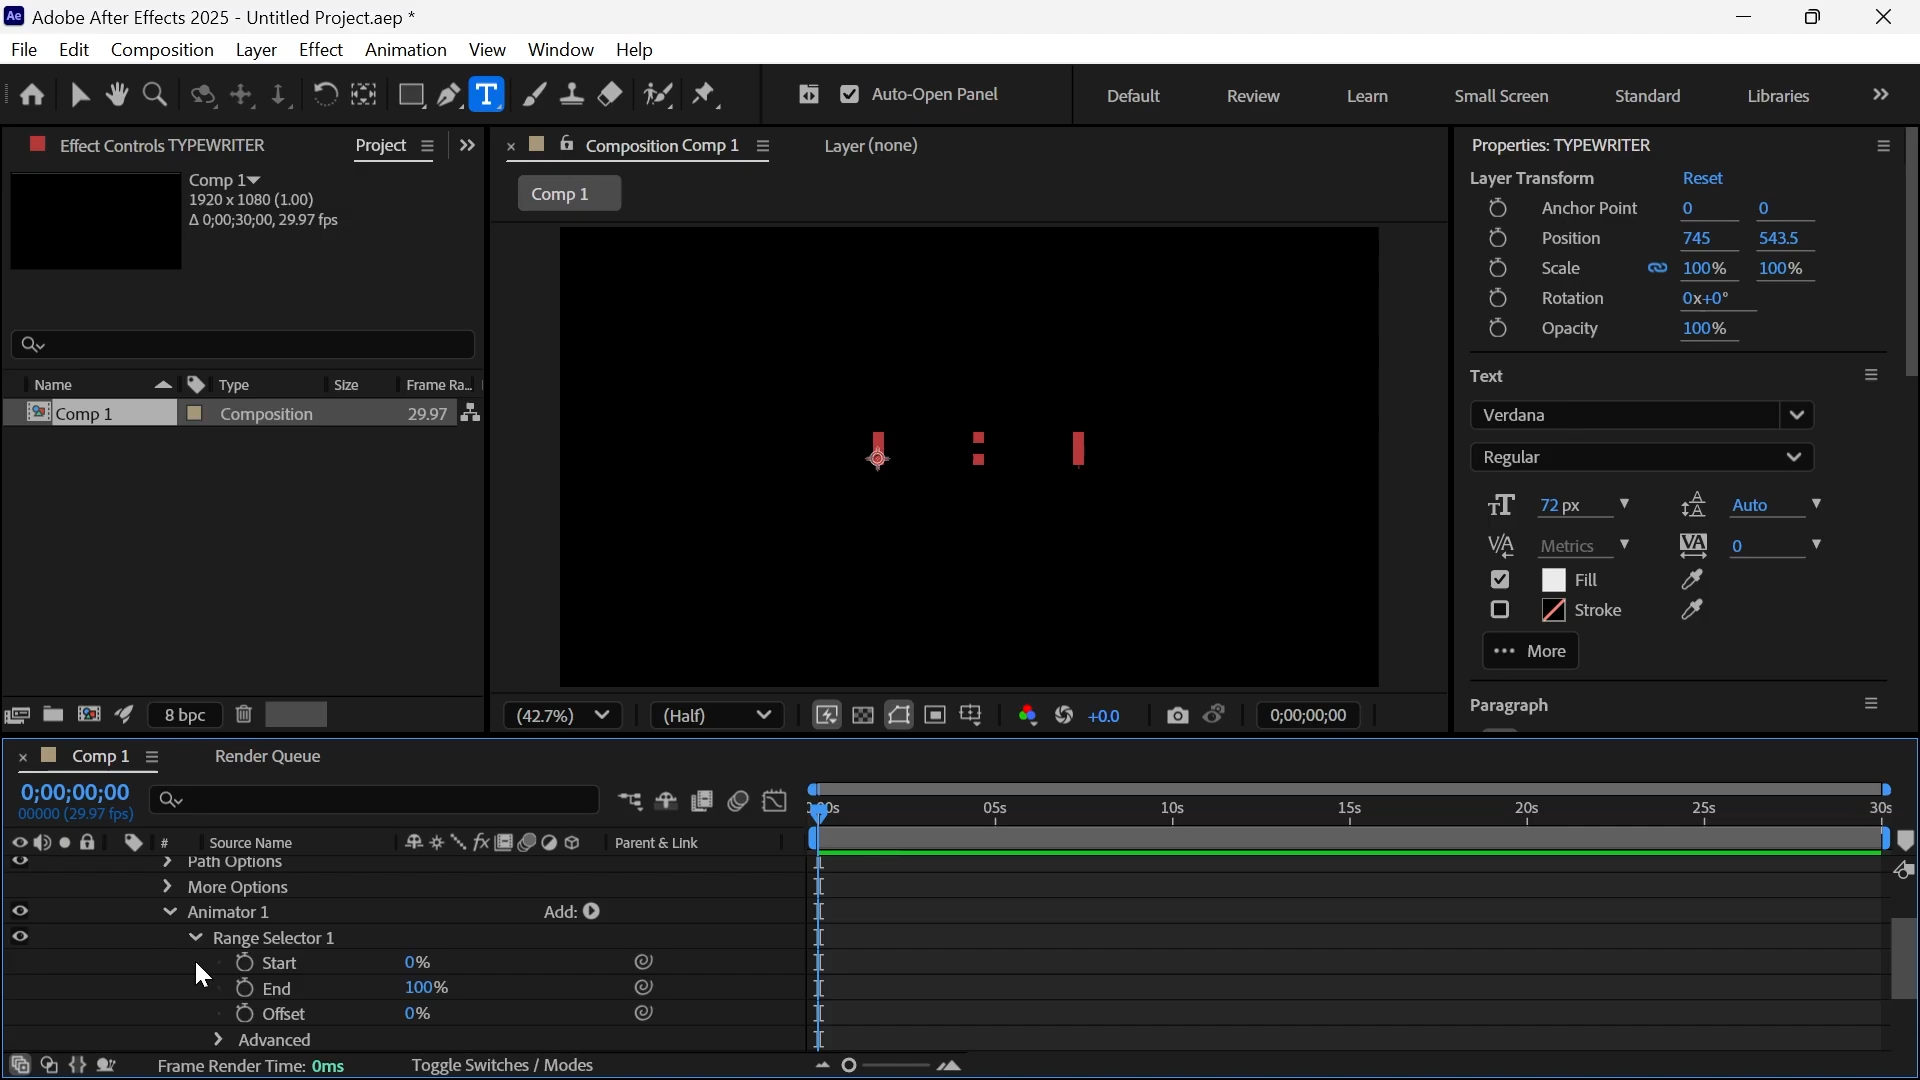 Ae Adobe After Effects 2025 - Untitled Project.aep *
File Edit Composition Layer Effect Animation View Window Help
Auto-Open Panel Default Review Learn Small Screen Standard Libraries
Effect Controls TYPEWRITER Project
Comp 1
1920 x 1080 (1.00)
Δ 0;00;30;00, 29.97 fps
Name Type Size Frame Ra...
Comp 1 Composition 29.97
8 bpc
Composition Comp 1 Layer (none)
Comp 1
(42.7%) (Half) +0.0 0;00;00;00
Properties: TYPEWRITER
Layer Transform Reset
Anchor Point 0 0
Position 745 543.5
Scale 100% 100%
Rotation 0x+0°
Opacity 100%
Text
Verdana
Regular
72 px Auto
Metrics 0
Fill
Stroke
More
Paragraph
Comp 1 Render Queue
0;00;00;00
00000 (29.97 fps)
05s 10s 15s 20s 25s 30s
# Source Name Parent & Link
Path Options
More Options
Animator 1 Add:
Range Selector 1
Start 0%
End 100%
Offset 0%
Advanced
Frame Render Time: 0ms Toggle Switches / Modes